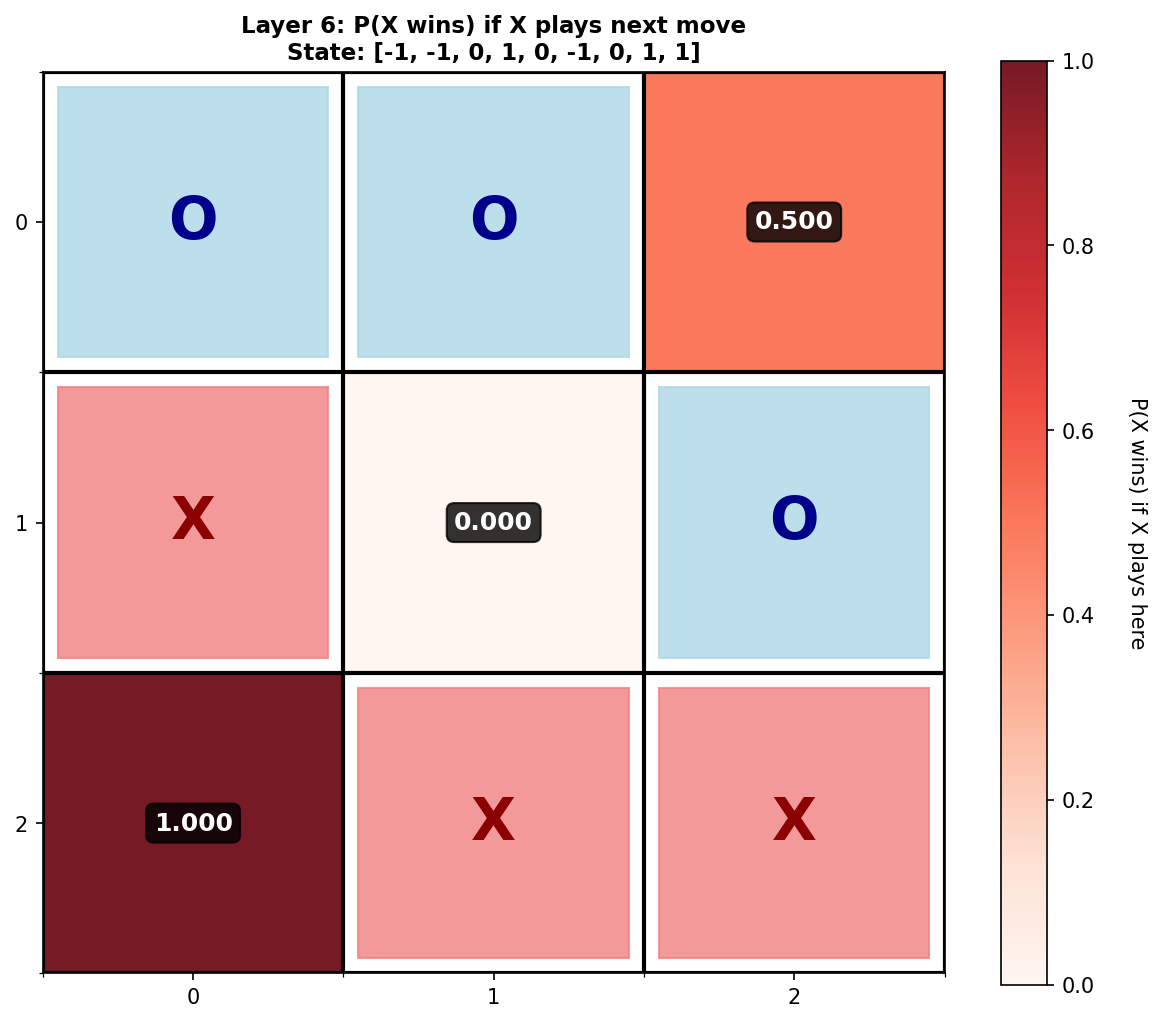 Layer 6: P(X wins) if X plays next move
State: [-1, -1, 0, 1, 0, -1, 0, 1, 1]
0
O
O
0.500
1
X
0.000
O
2
1.000
X
X
0
1
2
1.0
0.8
0.6
0.4
0.2
0.0
P(X wins) if X plays here